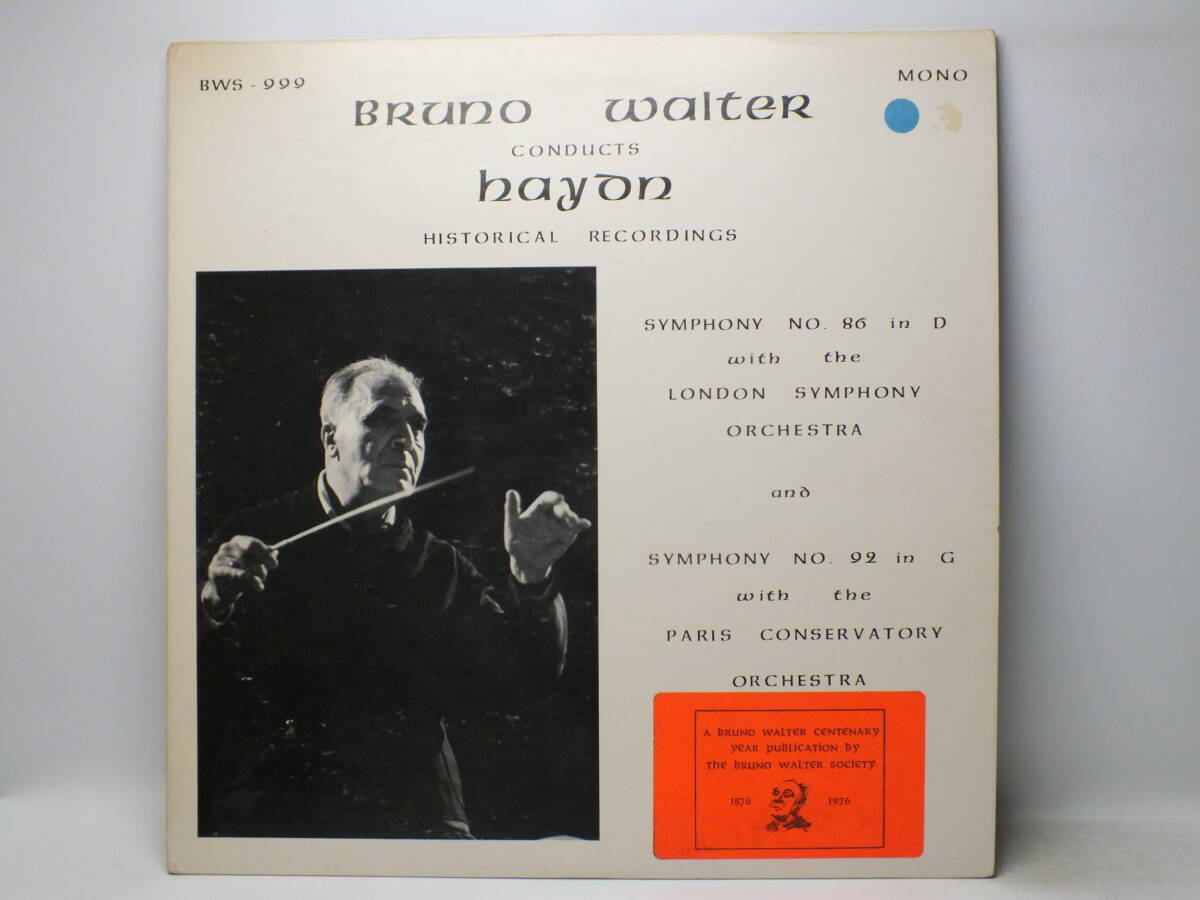 BWS - 999
MONO
Bruno Walter
CONDUCTS
haydn
HISTORICAL RECORDINGS
SYMPHONY NO. 86 in D
with the
LONDON SYMPHONY
ORCHESTRA
and
SYMPHONY NO. 92 in G
with the
PARIS CONSERVATORY
ORCHESTRA
A BRUNO WALTER CENTENARY
YEAR PUBLICATION by
THE BRUNO WALTER SOCIETY
1876 1976